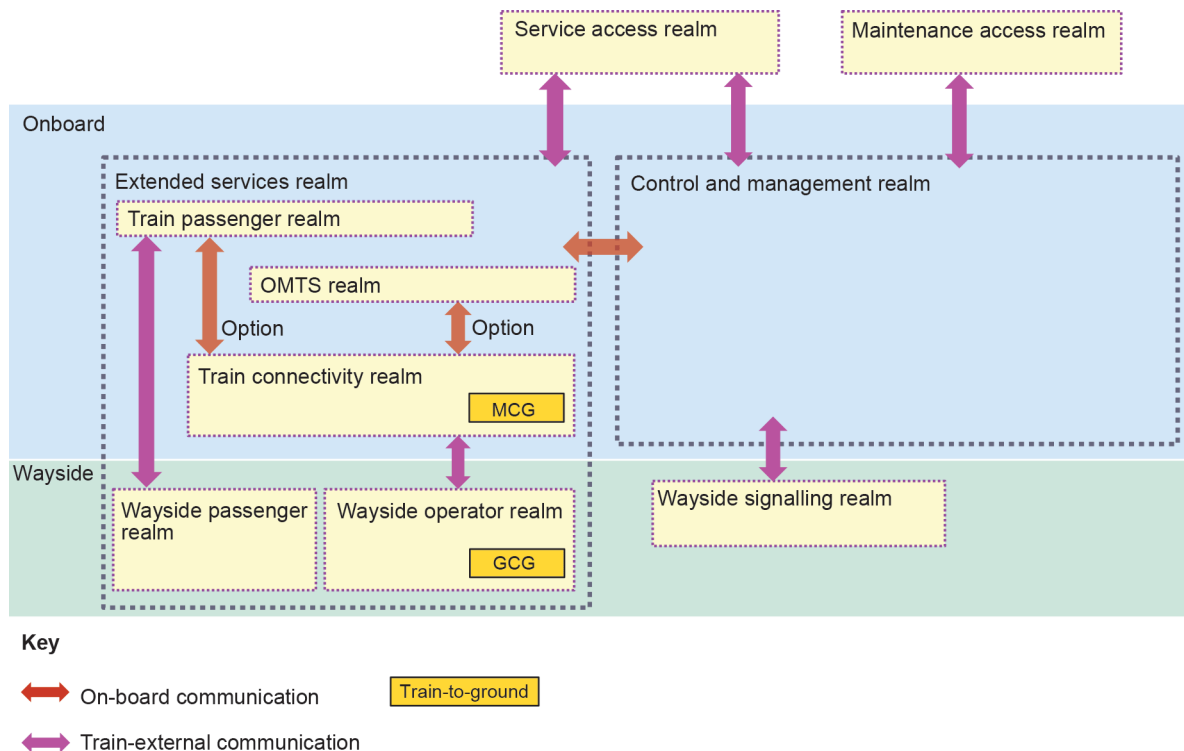 Service access realm
Maintenance access realm
Onboard
Extended services realm
Control and management realm
Train passenger realm
OMTS realm
Option
Option
Train connectivity realm
MCG
Wayside
Wayside passenger
realm
Wayside operator realm
GCG
Wayside signalling realm
Key
On-board communication
Train-to-ground
Train-external communication